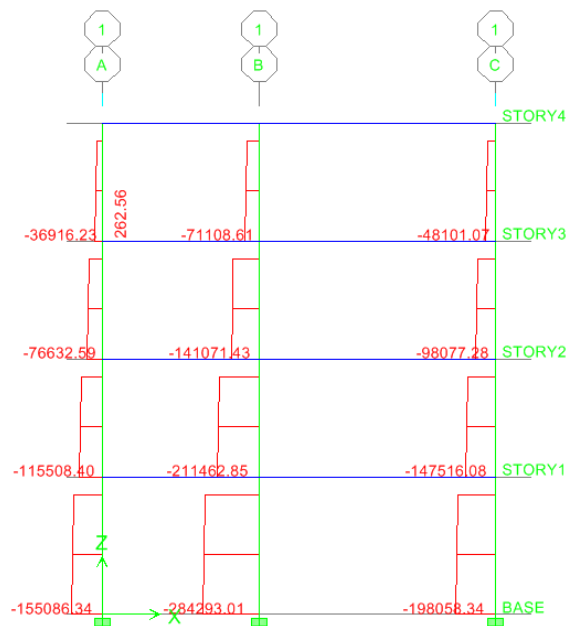 1 1 1
A B C
STORY4
262.56
-36916.23 -71108.61 -48101.07 STORY3
-76632.59 -141071.43 -98077.28 STORY2
-115508.40 -211462.85 -147516.08 STORY1
Z
-155086.34 X -284293.01 -198058.34 BASE